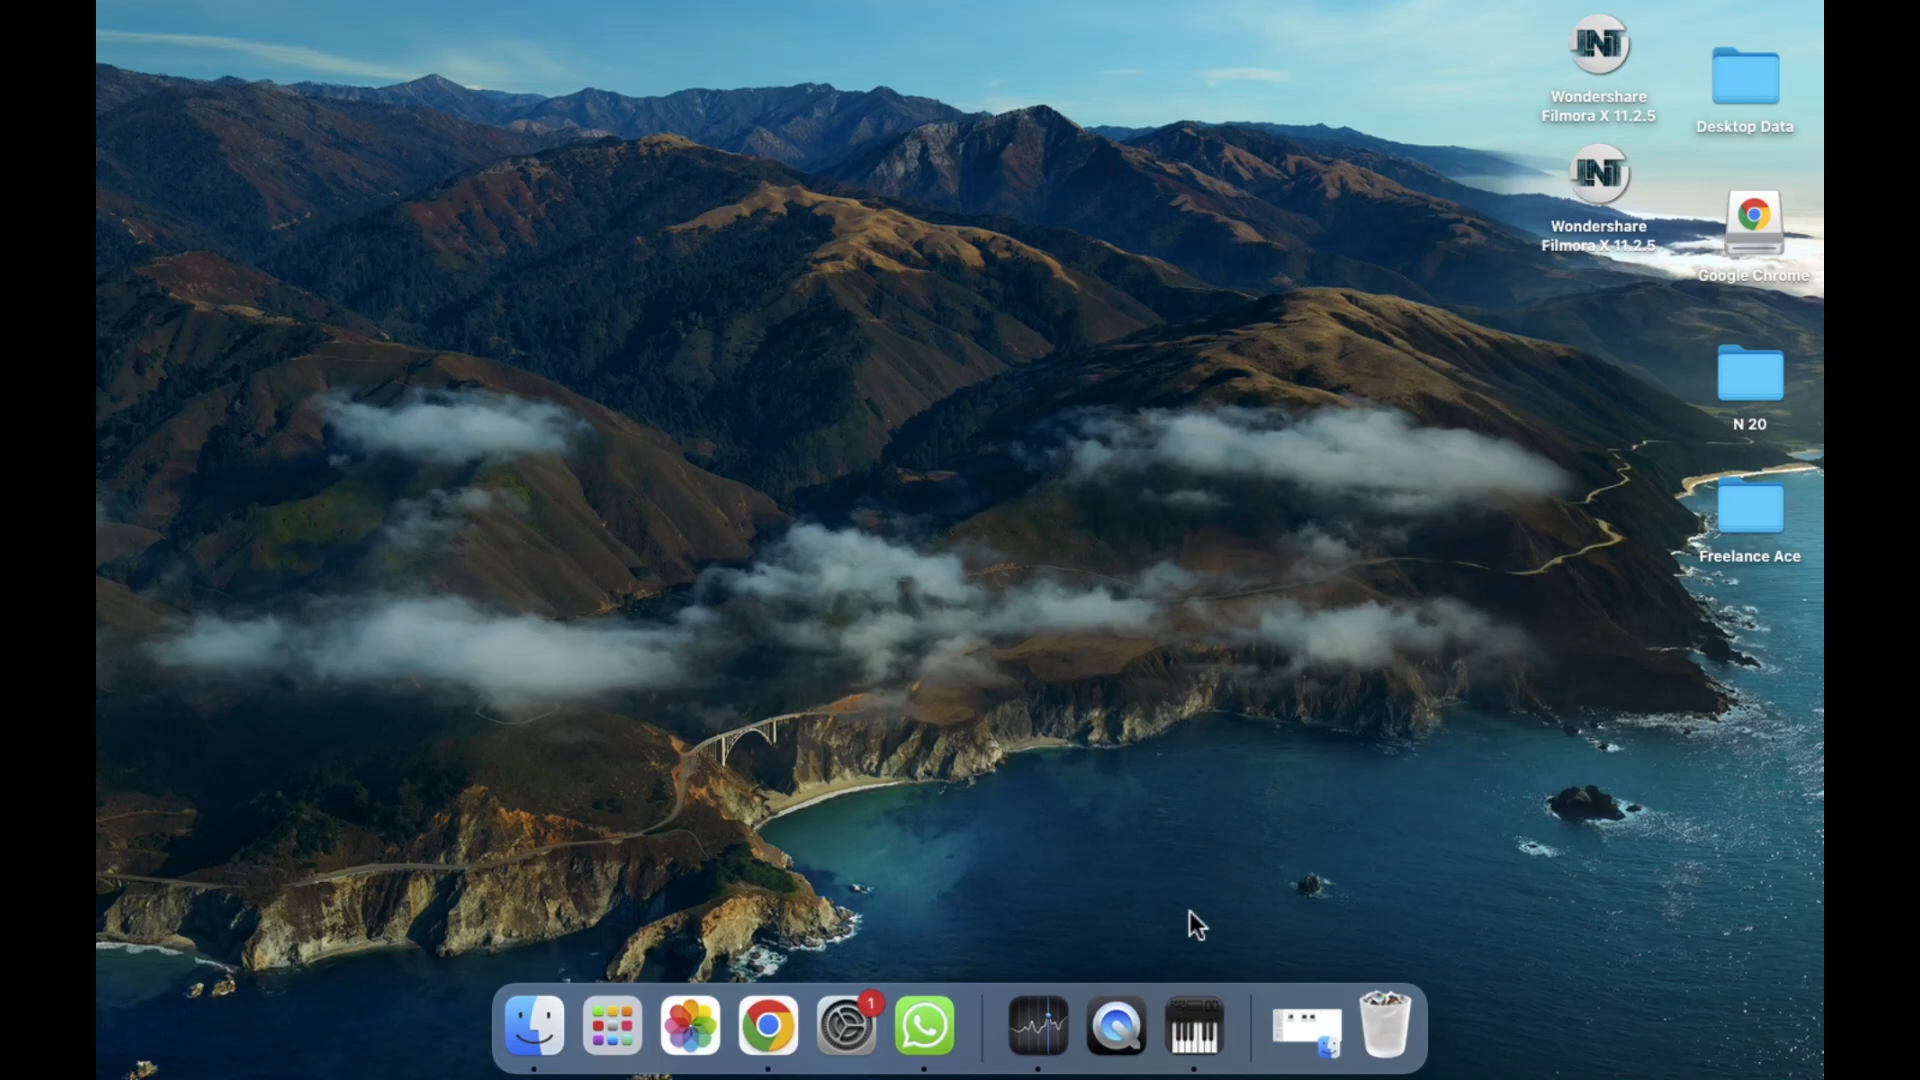 Wondershare
Filmora X 11.2.5
Desktop Data
Wondershare
Filmora X 11.2.5
Google Chrome
N 20
Freelance Ace
1